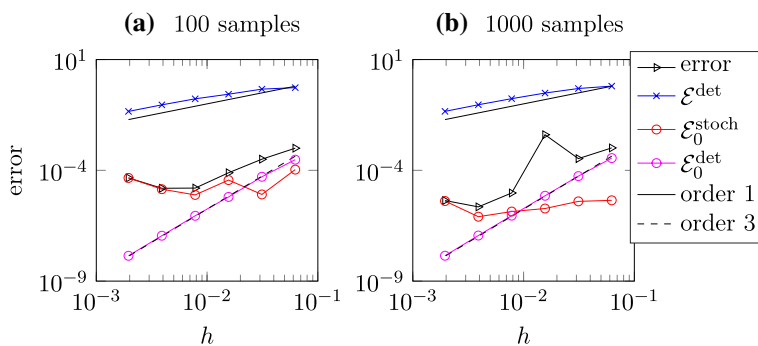 (a) 100 samples
(b) 1000 samples
error
10^1
10^-4
10^-9
10^-3
10^-2
10^-1
h
10^1
10^-4
10^-9
10^-3
10^-2
10^-1
h
error
ℰ^det
ℰ_0^stoch
ℰ_0^det
order 1
order 3